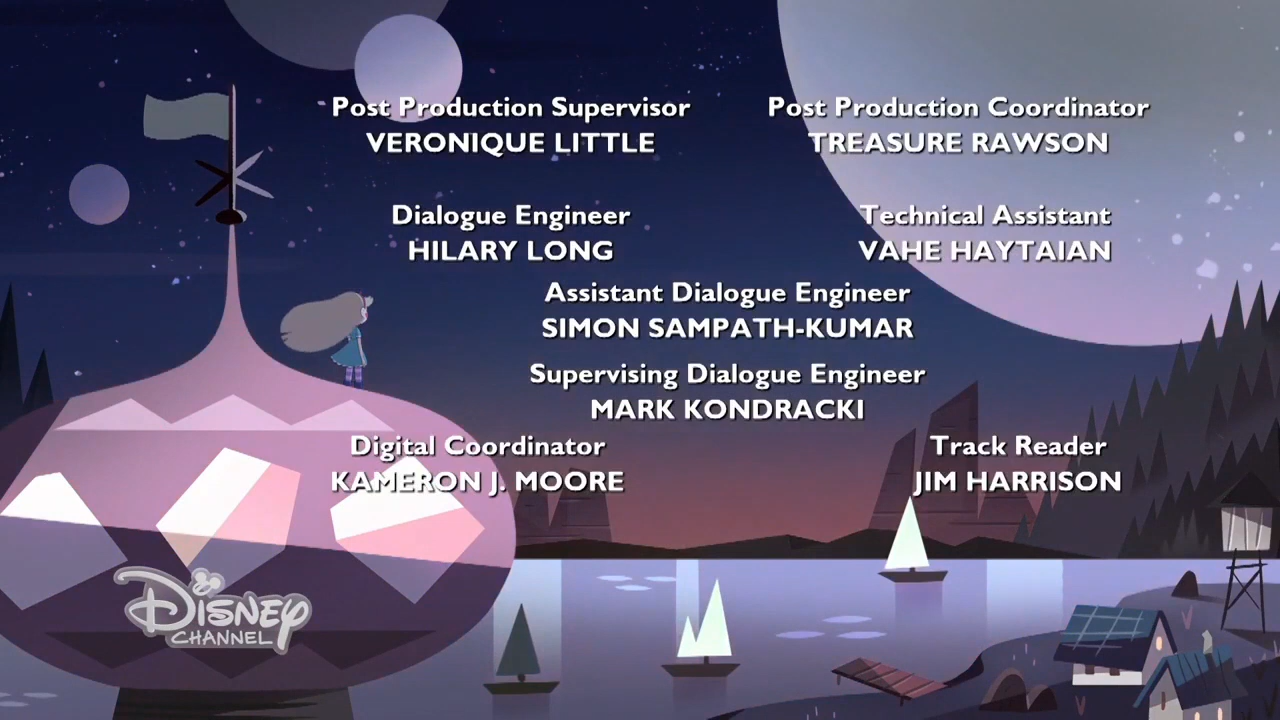 Post Production Supervisor
VERONIQUE LITTLE
Post Production Coordinator
TREASURE RAWSON
Dialogue Engineer
HILARY LONG
Technical Assistant
VAHE HAYTAIAN
Assistant Dialogue Engineer
SIMON SAMPATH-KUMAR
Supervising Dialogue Engineer
MARK KONDRACKI
Digital Coordinator
KAMERON J. MOORE
Track Reader
JIM HARRISON
DISNEY
CHANNEL